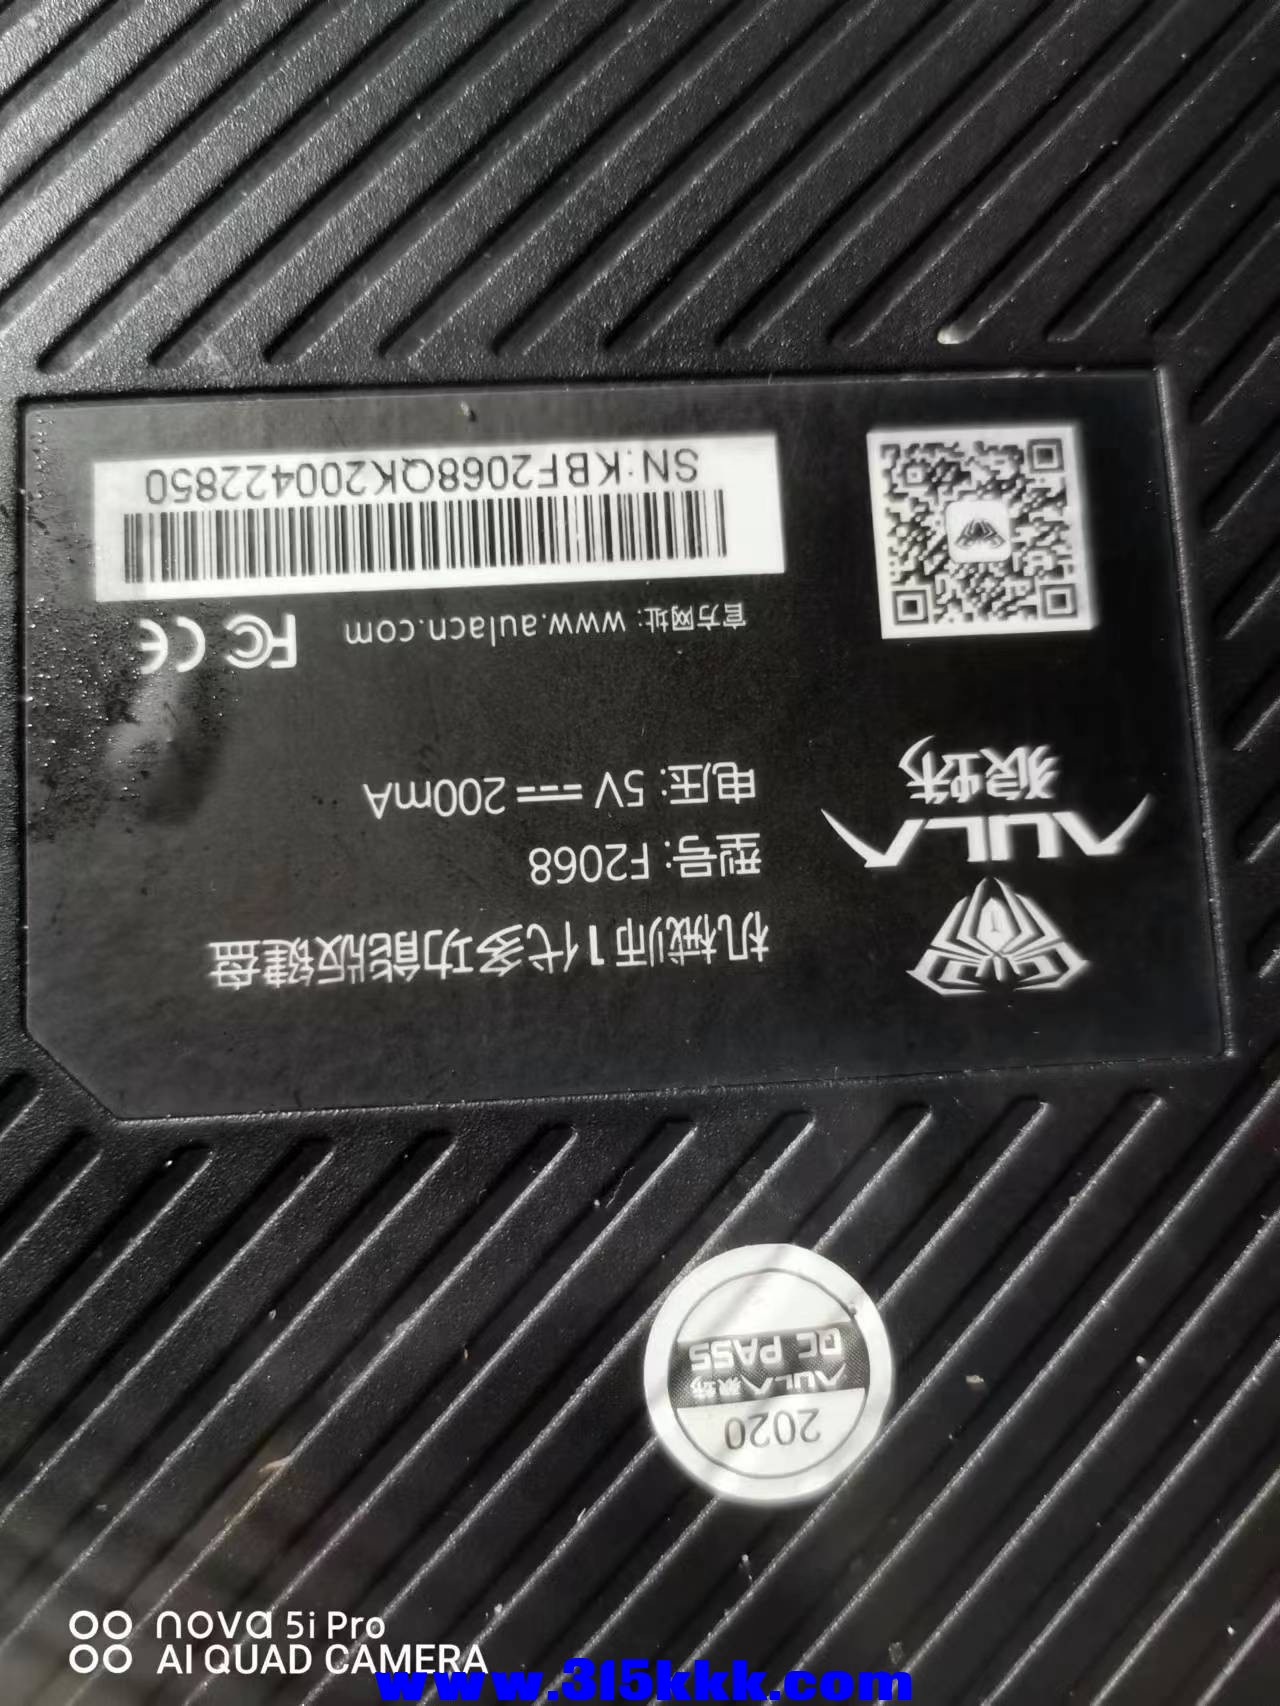 AULA
狼蛛
机械师1代多功能版键盘
型号: F2068
电压: 5V 200mA
官方网址: www.aulacn.com
FC CE
SN:KBF2068QK200422850
2020
AULA狼蛛
QC PASS
nova 5i Pro
AI QUAD CAMERA
www.315kkk.com